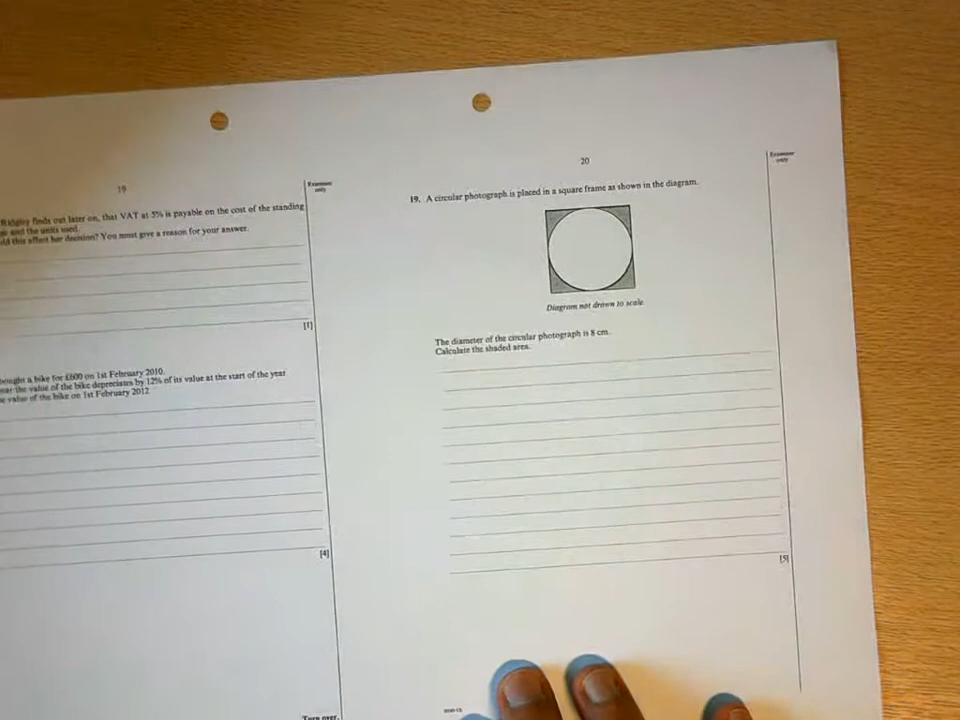 19
Examiner
only
Ridgley finds out later on, that VAT at 5% is payable on the cost of the standing
and the units used.
this affect her decision? You must give a reason for your answer.
[1]
bought a bike for £600 on 1st February 2010.
the value of the bike depreciates by 12% of its value at the start of the year
value of the bike on 1st February 2012
[4]
Turn over.
20
Examiner
only
19. A circular photograph is placed in a square frame as shown in the diagram.
Diagram not drawn to scale
The diameter of the circular photograph is 8 cm.
Calculate the shaded area.
[5]